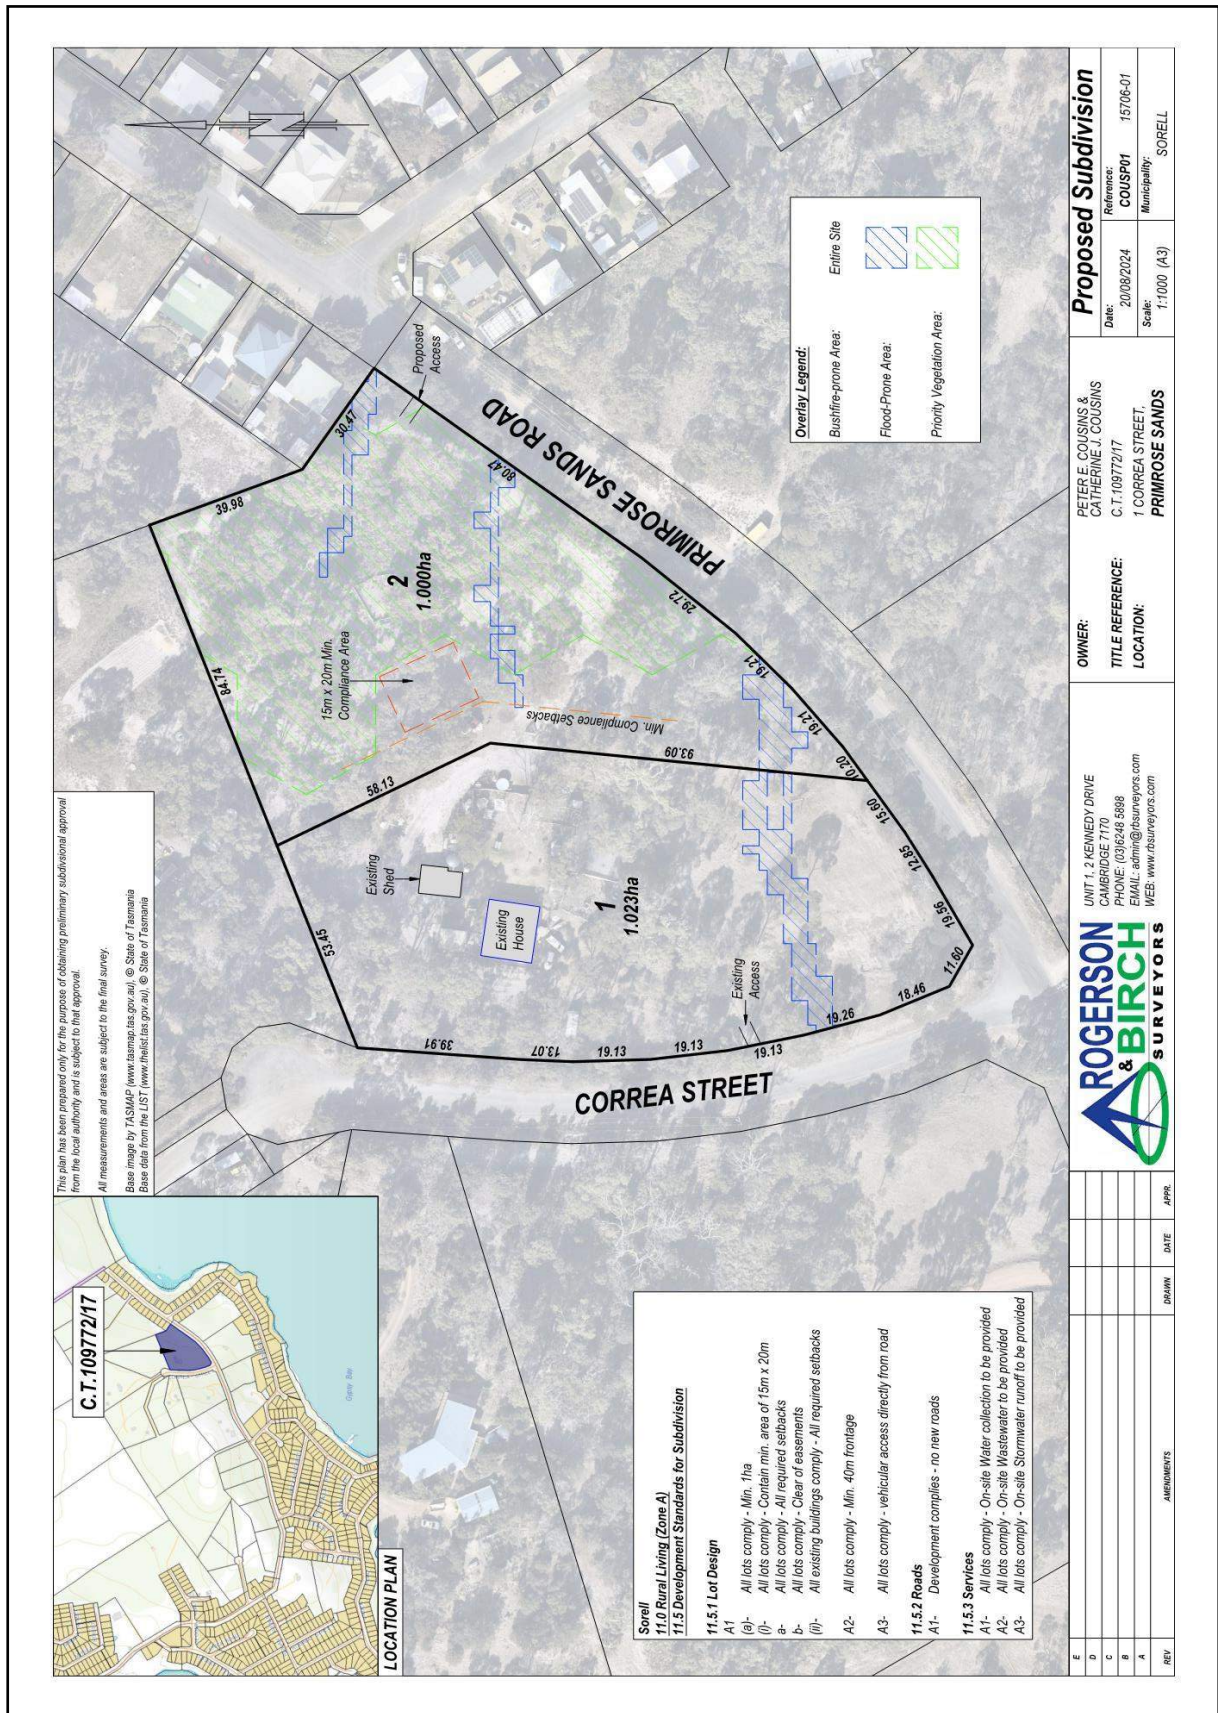 This plan has been prepared only for the purpose of obtaining preliminary subdivisional approval
from the local authority and is subject to that approval.
All measurements and areas are subject to the final survey.
Base image by TASMAP (www.tasmap.tas.gov.au), © State of Tasmania
Base data from the LIST (www.thelist.tas.gov.au), © State of Tasmania
C.T.109772/17
LOCATION PLAN
30.47
39.98
84.74
53.45
58.13
93.09
80.47
29.72
19.21
19.21
10.20
15.60
12.85
19.56
11.60
18.46
19.26
19.13
19.13
19.13
13.07
39.91
Proposed
Access
PRIMROSE SANDS ROAD
2
1.000ha
15m x 20m Min.
Compliance Area
Min. Compliance Setbacks
Existing
Shed
Existing
House
1
1.023ha
Existing
Access
CORREA STREET
Overlay Legend:
Bushfire-prone Area: Entire Site
Flood-Prone Area:
Priority Vegetation Area:
Sorell
11.0 Rural Living (Zone A)
11.5 Development Standards for Subdivision
11.5.1 Lot Design
A1
(a)- All lots comply - Min. 1ha
(i)- All lots comply - Contain min. area of 15m x 20m
a- All lots comply - All required setbacks
b- All lots comply - Clear of easements
(ii)- All existing buildings comply - All required setbacks
A2- All lots comply - Min. 40m frontage
A3- All lots comply - vehicular access directly from road
11.5.2 Roads
A1- Development complies - no new roads
11.5.3 Services
A1- All lots comply - On-site Water collection to be provided
A2- All lots comply - On-site Wastewater to be provided
A3- All lots comply - On-site Stormwater runoff to be provided
E
D
C
B
A
REV AMENDMENTS DRAWN DATE APPR.
ROGERSON
& BIRCH
SURVEYORS
UNIT 1, 2 KENNEDY DRIVE
CAMBRIDGE 7170
PHONE: (03)6248 5898
EMAIL: admin@rbsurveyors.com
WEB: www.rbsurveyors.com
OWNER: PETER E. COUSINS &
CATHERINE J. COUSINS
TITLE REFERENCE: C.T.109772/17
LOCATION: 1 CORREA STREET,
PRIMROSE SANDS
Proposed Subdivision
Date: 20/08/2024
Reference: COUSP01 15706-01
Scale: 1:1000 (A3)
Municipality: SORELL